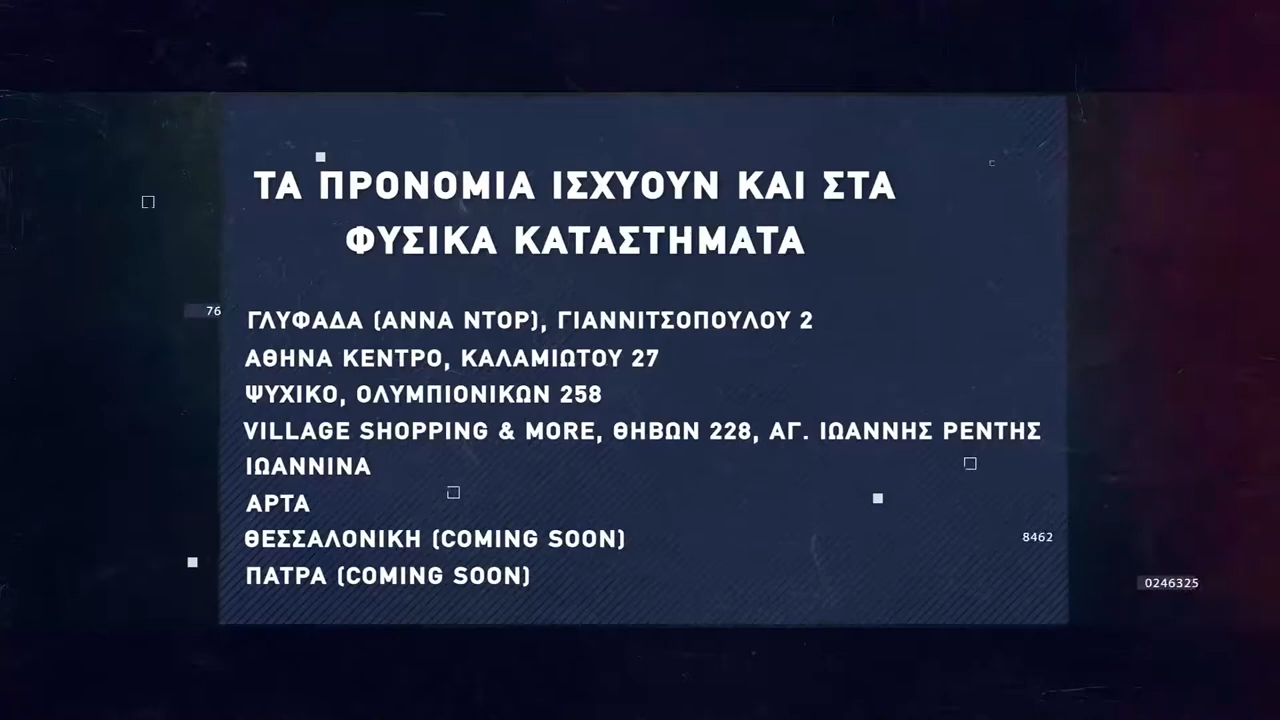 ΤΑ ΠΡΟΝΟΜΙΑ ΙΣΧΥΟΥΝ ΚΑΙ ΣΤΑ
ΦΥΣΙΚΑ ΚΑΤΑΣΤΗΜΑΤΑ
76
ΓΛΥΦΑΔΑ (ΑΝΝΑ ΝΤΟΡ), ΓΙΑΝΝΙΤΣΟΠΟΥΛΟΥ 2
ΑΘΗΝΑ ΚΕΝΤΡΟ, ΚΑΛΑΜΙΩΤΟΥ 27
ΨΥΧΙΚΟ, ΟΛΥΜΠΙΟΝΙΚΩΝ 258
VILLAGE SHOPPING & MORE, ΘΗΒΩΝ 228, ΑΓ. ΙΩΑΝΝΗΣ ΡΕΝΤΗΣ
ΙΩΑΝΝΙΝΑ
ΑΡΤΑ
ΘΕΣΣΑΛΟΝΙΚΗ (COMING SOON)
8462
ΠΑΤΡΑ (COMING SOON)
0246325